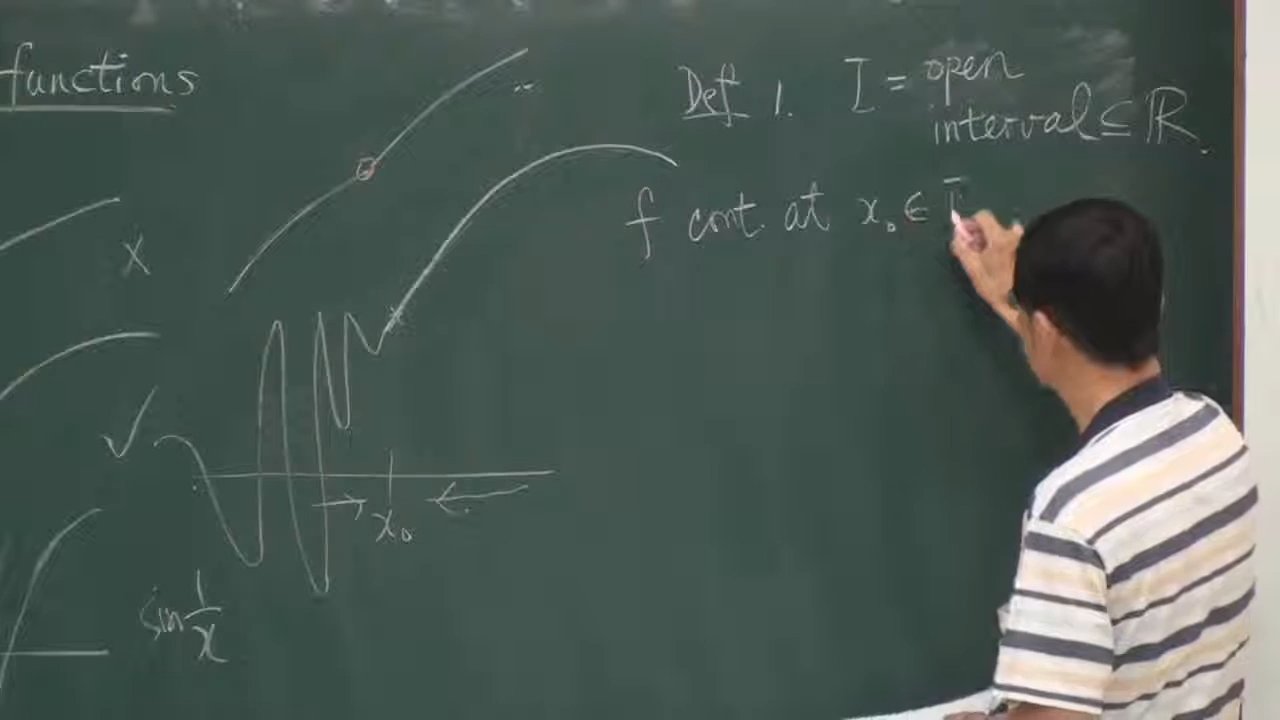 functions
Def 1. I = open
interval ⊆ ℝ.
f cont. at x₀ ∈ I
x
✓
x₀
sin 1/x